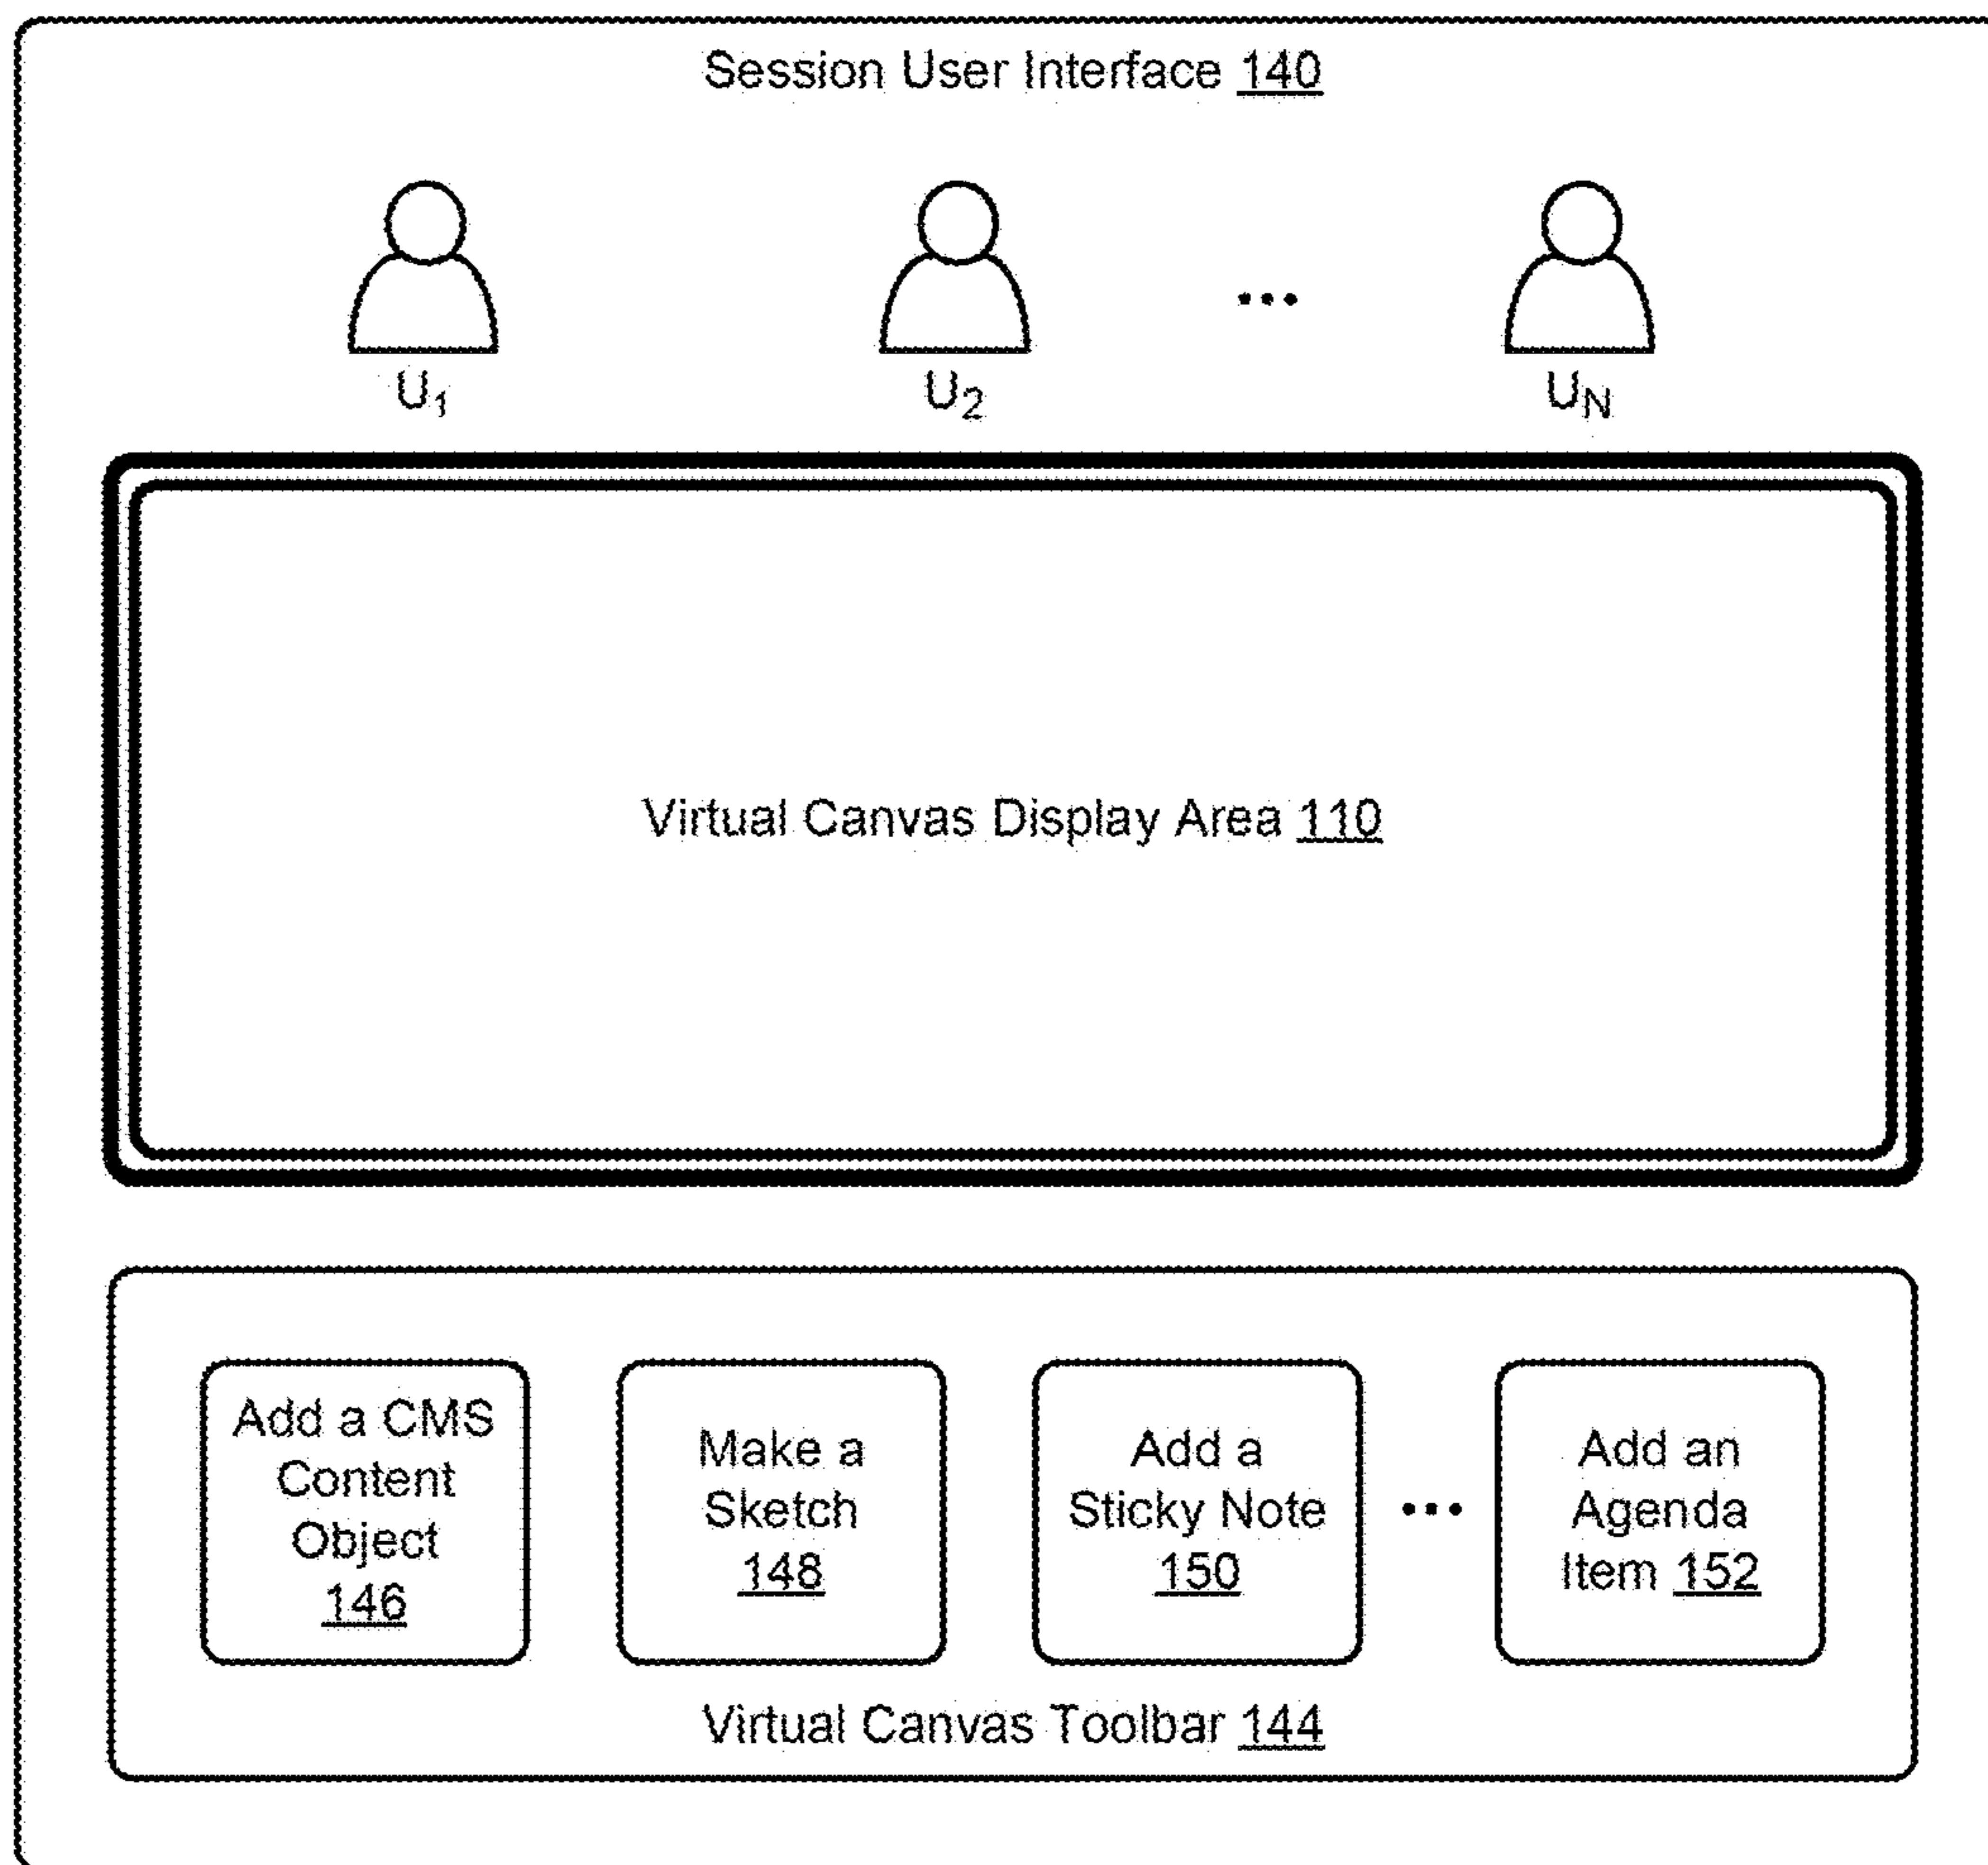 Session User Interface 140
U1 U2 ... UN
Virtual Canvas Display Area 110
Add a CMS
Content
Object
146
Make a
Sketch
148
Add a
Sticky Note
150
...
Add an
Agenda
Item 152
Virtual Canvas Toolbar 144